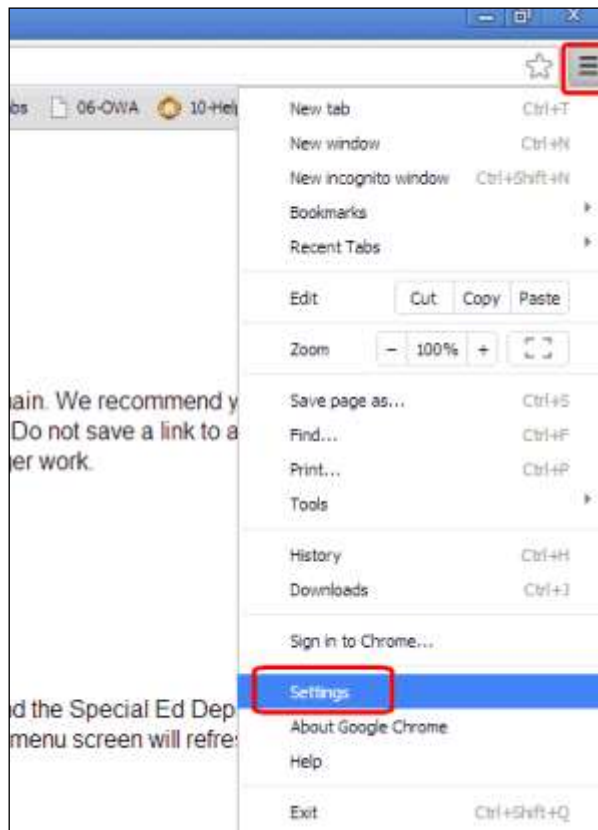 bs 06-OWA 10-Hel
New tab Ctrl+T
New window Ctrl+N
New incognito window Ctrl+Shift+N
Bookmarks
Recent Tabs
Edit Cut Copy Paste
Zoom - 100% +
ain. We recommend y
Save page as... Ctrl+S
Do not save a link to a
Find... Ctrl+F
ger work.
Print... Ctrl+P
Tools
History Ctrl+H
Downloads Ctrl+J
Sign in to Chrome...
Settings
d the Special Ed Dep
About Google Chrome
menu screen will refre
Help
Exit Ctrl+Shift+Q